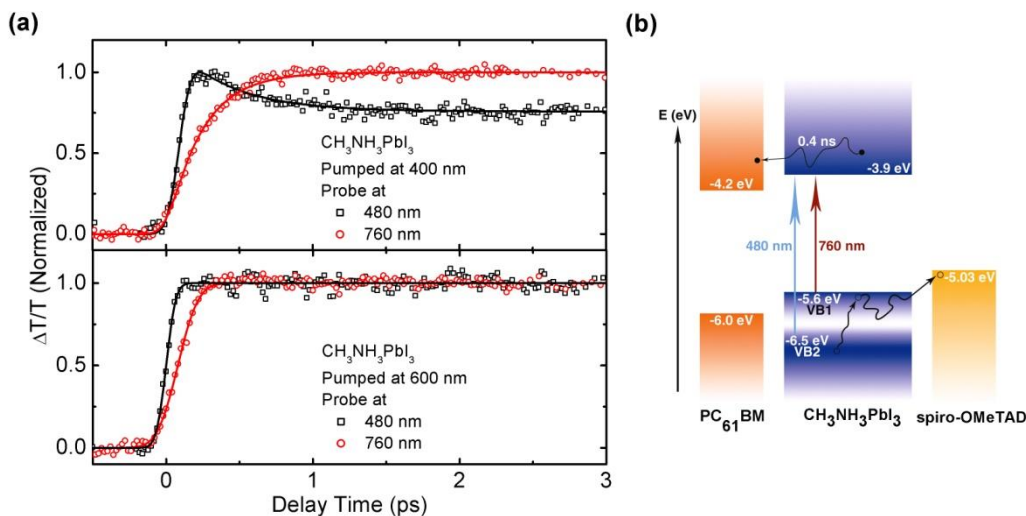 (a)
ΔT/T (Normalized)
1.0
0.5
0.0
CH₃NH₃PbI₃
Pumped at 400 nm
Probe at
480 nm
760 nm
1.0
0.5
0.0
CH₃NH₃PbI₃
Pumped at 600 nm
Probe at
480 nm
760 nm
0 1 2 3
Delay Time (ps)
(b)
E (eV)
0.4 ns
-4.2 eV
-3.9 eV
480 nm
760 nm
-5.03 eV
-5.6 eV
VB1
-6.0 eV
-6.5 eV
VB2
PC₆₁BM
CH₃NH₃PbI₃
spiro-OMeTAD